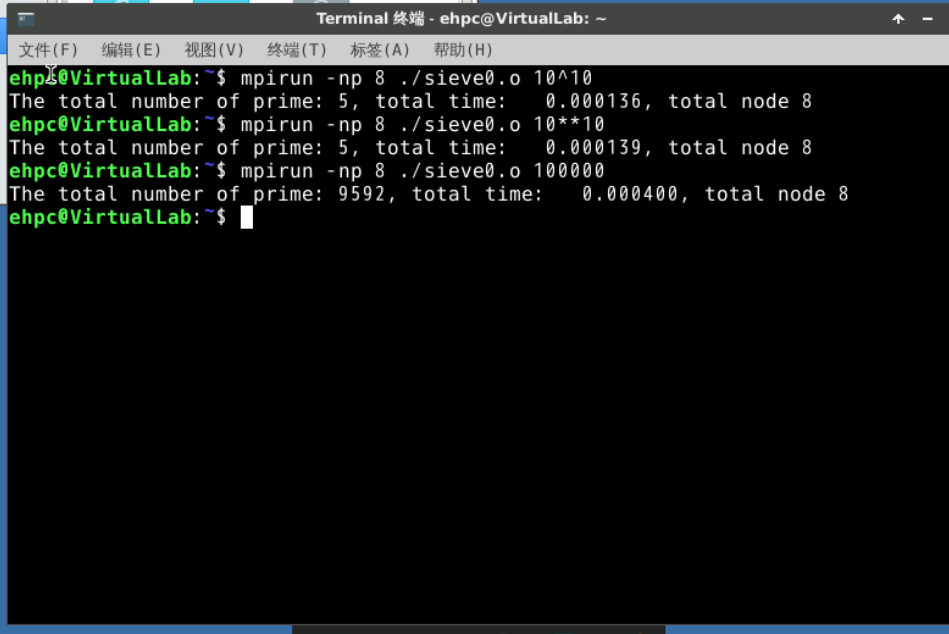 Terminal 终端 - ehpc@VirtualLab: ~
文件(F) 编辑(E) 视图(V) 终端(T) 标签(A) 帮助(H)
ehpc@VirtualLab:~$ mpirun -np 8 ./sieve0.o 10^10
The total number of prime: 5, total time:   0.000136, total node 8
ehpc@VirtualLab:~$ mpirun -np 8 ./sieve0.o 10**10
The total number of prime: 5, total time:   0.000139, total node 8
ehpc@VirtualLab:~$ mpirun -np 8 ./sieve0.o 100000
The total number of prime: 9592, total time:   0.000400, total node 8
ehpc@VirtualLab:~$